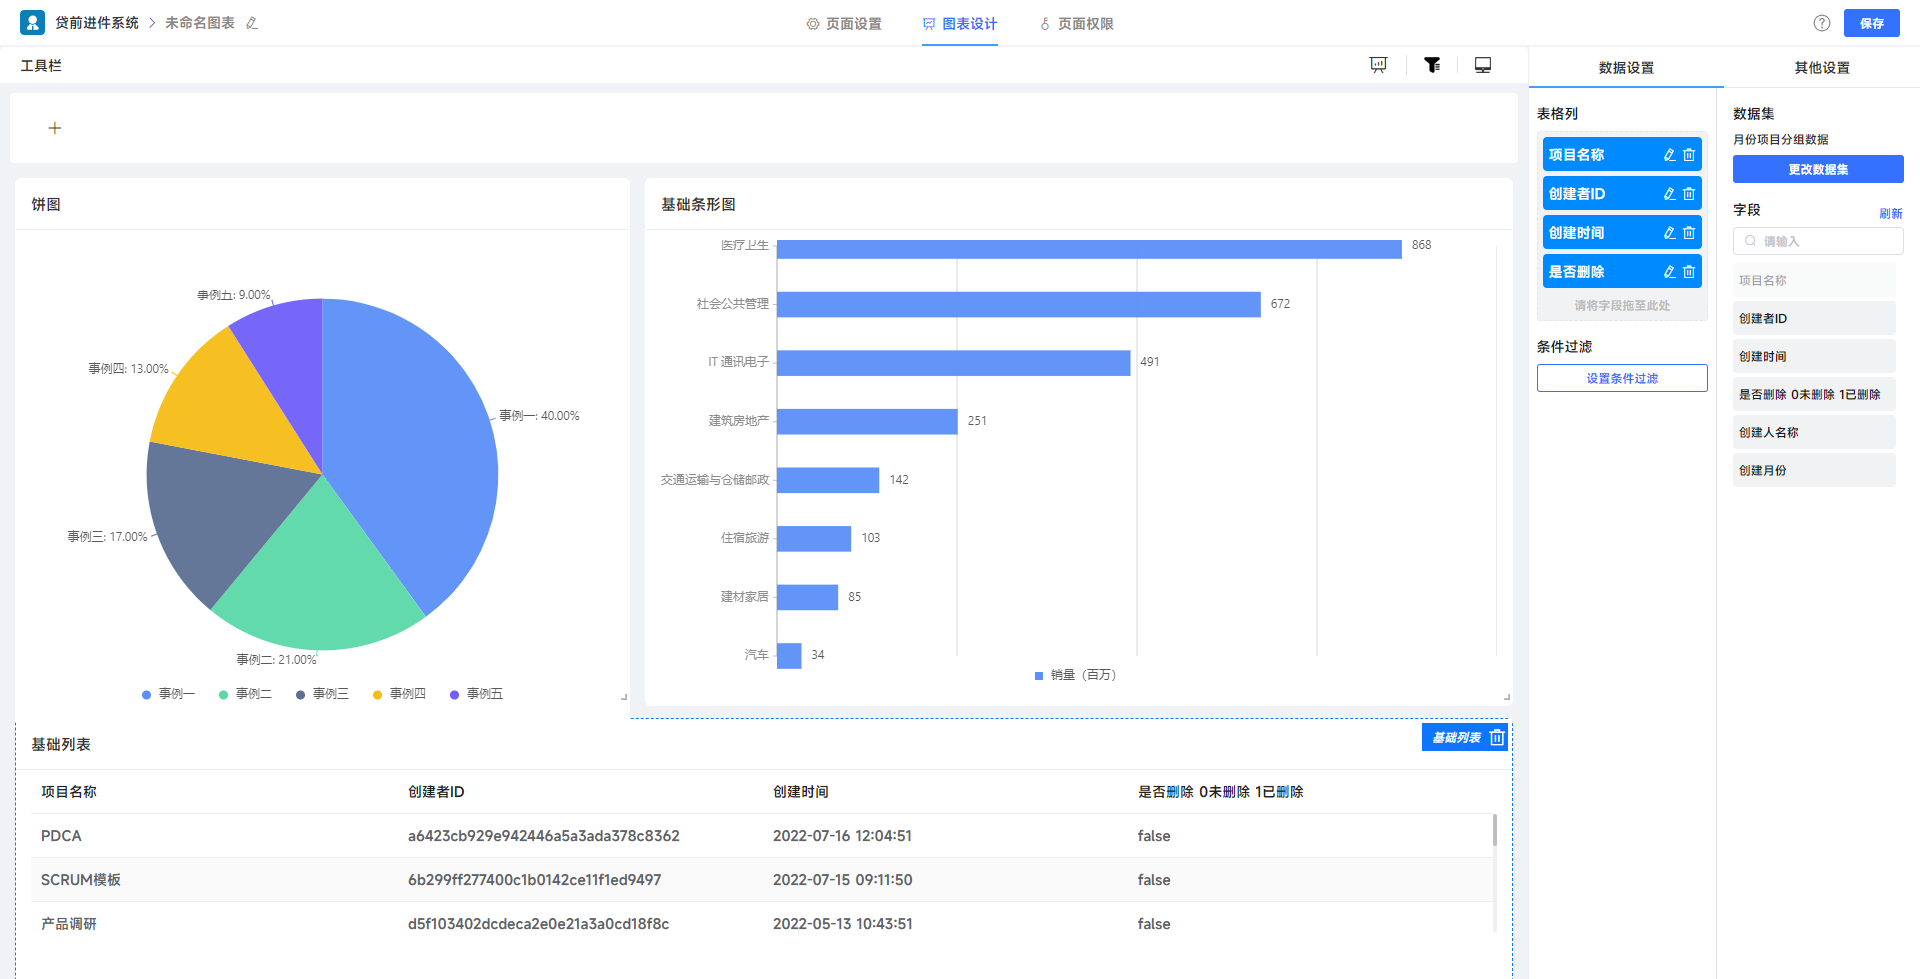 贷前进件系统 > 未命名图表
页面设置
图表设计
页面权限
保存
工具栏
数据设置
其他设置
饼图
事例五: 9.00%
事例四: 13.00%
事例一: 40.00%
事例三: 17.00%
事例二: 21.00%
事例一 事例二 事例三 事例四 事例五
基础条形图
医疗卫生 868
社会公共管理 672
IT 通讯电子 491
建筑房地产 251
交通运输与仓储邮政 142
住宿旅游 103
建材家居 85
汽车 34
销量（百万）
基础列表
基础列表
项目名称 创建者ID 创建时间 是否删除 0未删除 1已删除
PDCA a6423cb929e942446a5a3ada378c8362 2022-07-16 12:04:51 false
SCRUM模板 6b299ff277400c1b0142ce11f1ed9497 2022-07-15 09:11:50 false
产品调研 d5f103402dcdeca2e0e21a3a0cd18f8c 2022-05-13 10:43:51 false
表格列
项目名称
创建者ID
创建时间
是否删除
请将字段拖至此处
条件过滤
设置条件过滤
数据集
月份项目分组数据
更改数据集
字段
刷新
请输入
项目名称
创建者ID
创建时间
是否删除 0未删除 1已删除
创建人名称
创建月份